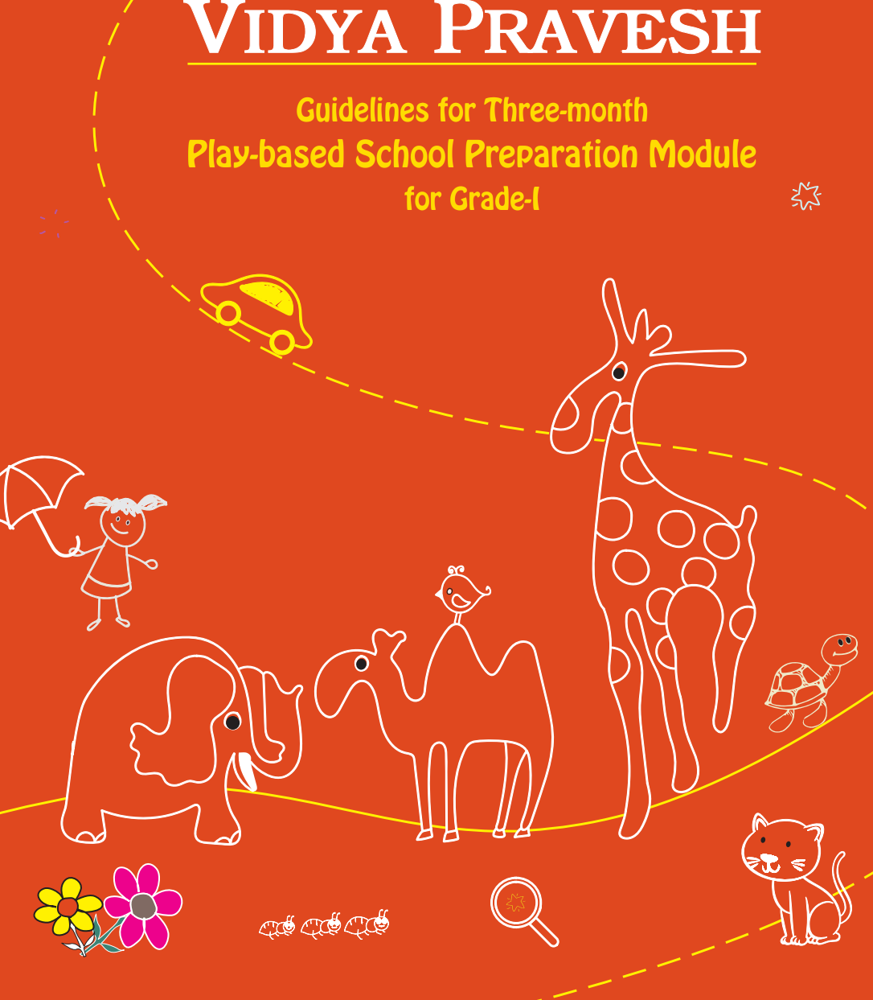 VIDYA PRAVESH
Guidelines for Three-month
Play-based School Preparation Module
for Grade-I